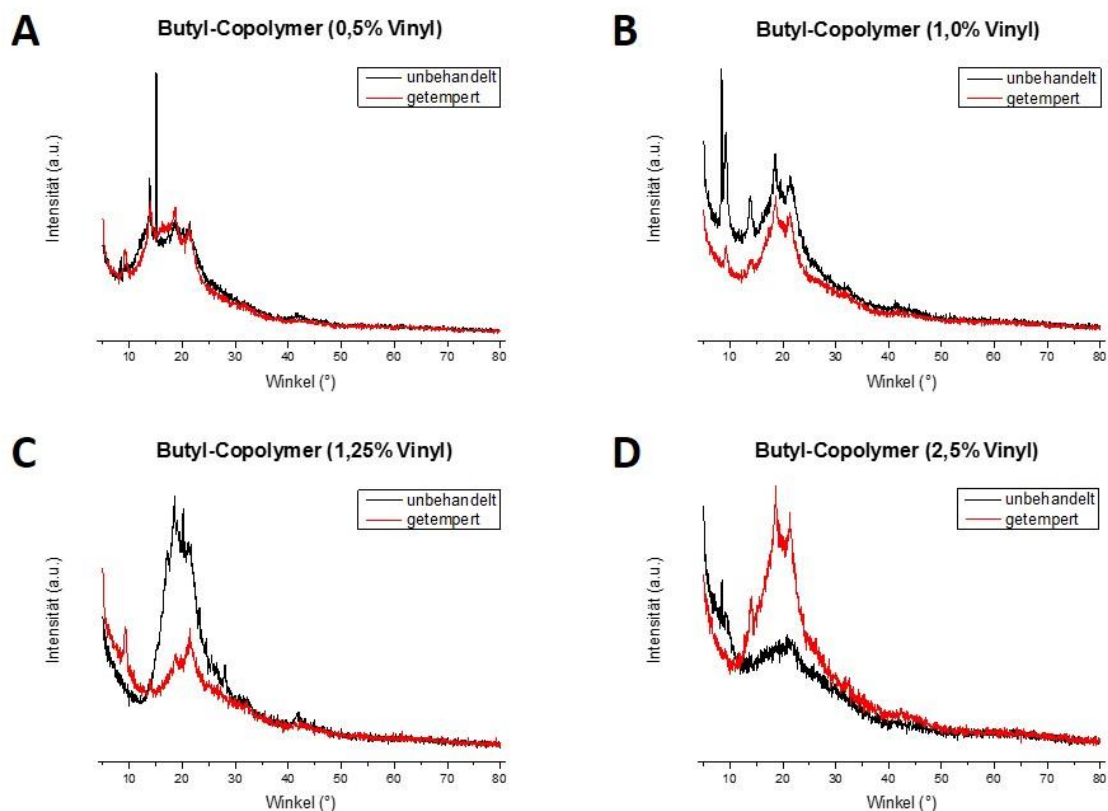 A
Butyl-Copolymer (0,5% Vinyl)
unbehandelt
getempert
Intensität (a.u.)
10 20 30 40 50 60 70 80
Winkel (°)
B
Butyl-Copolymer (1,0% Vinyl)
unbehandelt
getempert
Intensität (a.u.)
10 20 30 40 50 60 70 80
Winkel (°)
C
Butyl-Copolymer (1,25% Vinyl)
unbehandelt
getempert
Intensität (a.u.)
10 20 30 40 50 60 70 80
Winkel (°)
D
Butyl-Copolymer (2,5% Vinyl)
unbehandelt
getempert
Intensität (a.u.)
10 20 30 40 50 60 70 80
Winkel (°)